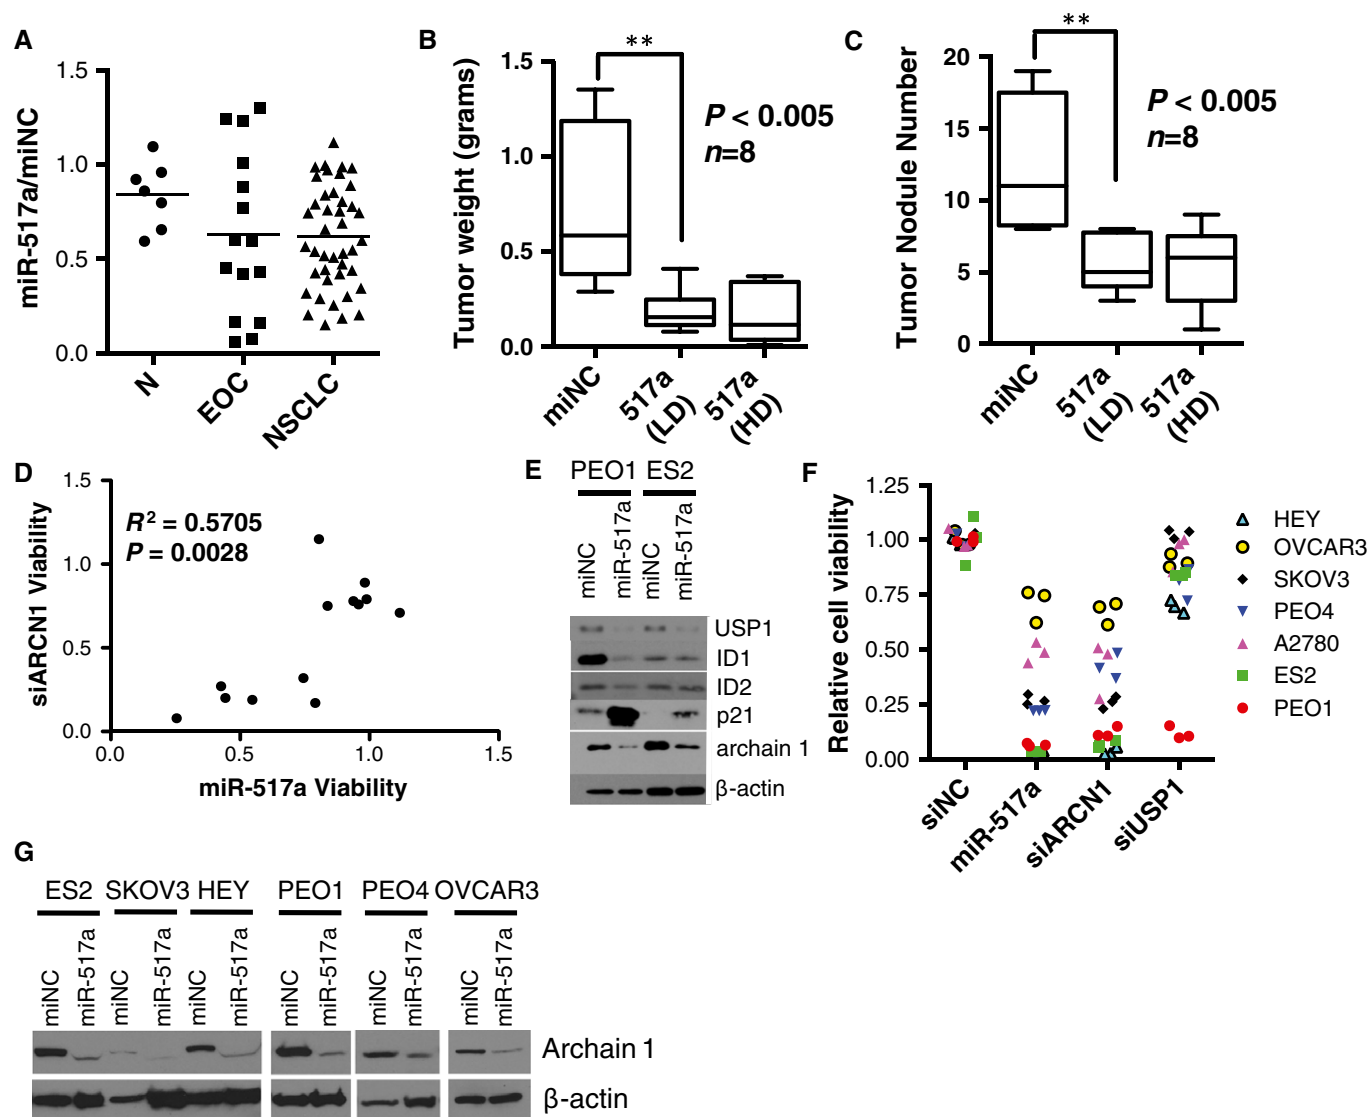 A
miR-517a/miNC
1.5
1.0
0.5
0.0
N
EOC
NSCLC
B
Tumor weight (grams)
1.5
1.0
0.5
0.0
**
P < 0.005
n=8
miNC
517a
(LD)
517a
(HD)
C
Tumor Nodule Number
20
15
10
5
0
**
P < 0.005
n=8
miNC
517a
(LD)
517a
(HD)
D
siARCN1 Viability
1.5
1.0
0.5
0.0
R² = 0.5705
P = 0.0028
0.0
0.5
1.0
1.5
miR-517a Viability
E
PEO1
ES2
miNC
miR-517a
miNC
miR-517a
USP1
ID1
ID2
p21
archain 1
β-actin
F
Relative cell viability
1.25
1.00
0.75
0.50
0.25
0.00
siNC
miR-517a
siARCN1
siUSP1
HEY
OVCAR3
SKOV3
PEO4
A2780
ES2
PEO1
G
ES2 SKOV3 HEY PEO1 PEO4 OVCAR3
miNC
miR-517a
miNC
miR-517a
miNC
miR-517a
miNC
miR-517a
miNC
miR-517a
miNC
miR-517a
Archain 1
β-actin